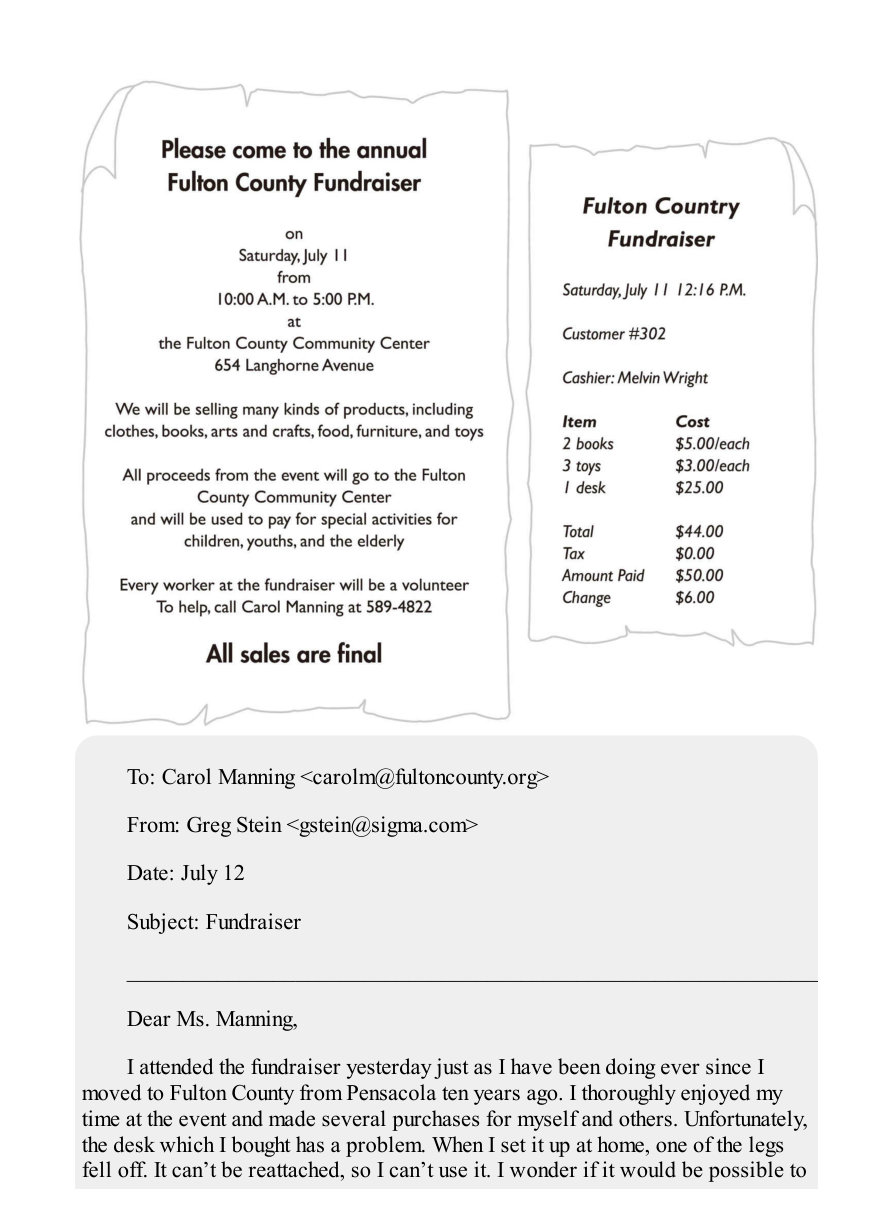 Please come to the annual
Fulton County Fundraiser
on
Saturday, July 11
from
10:00 A.M. to 5:00 P.M.
at
the Fulton County Community Center
654 Langhorne Avenue
We will be selling many kinds of products, including
clothes, books, arts and crafts, food, furniture, and toys
All proceeds from the event will go to the Fulton
County Community Center
and will be used to pay for special activities for
children, youths, and the elderly
Every worker at the fundraiser will be a volunteer
To help, call Carol Manning at 589-4822
All sales are final
Fulton Country
Fundraiser
Saturday, July 11 12:16 P.M.
Customer #302
Cashier: Melvin Wright
Item Cost
2 books $5.00/each
3 toys $3.00/each
1 desk $25.00
Total $44.00
Tax $0.00
Amount Paid $50.00
Change $6.00
To: Carol Manning <carolm@fultoncounty.org>
From: Greg Stein <gstein@sigma.com>
Date: July 12
Subject: Fundraiser
Dear Ms. Manning,
I attended the fundraiser yesterday just as I have been doing ever since I
moved to Fulton County from Pensacola ten years ago. I thoroughly enjoyed my
time at the event and made several purchases for myself and others. Unfortunately,
the desk which I bought has a problem. When I set it up at home, one of the legs
fell off. It can't be reattached, so I can't use it. I wonder if it would be possible to